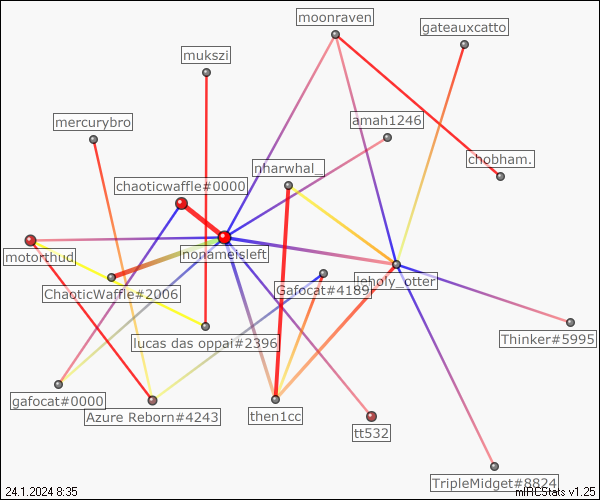 moonraven
gateauxcatto
mukszi
mercurybro
amah1246
chobham.
nharwhal_
chaoticwaffle#0000
nonameisleft
motorthud
leholy_otter
Gafocat#4189
ChaoticWaffle#2006
lucas das oppai#2396
Thinker#5995
gafocat#0000
Azure Reborn#4243
then1cc
tt532
TripleMidget#8824
24.1.2024 8:35
mIRCStats v1.25